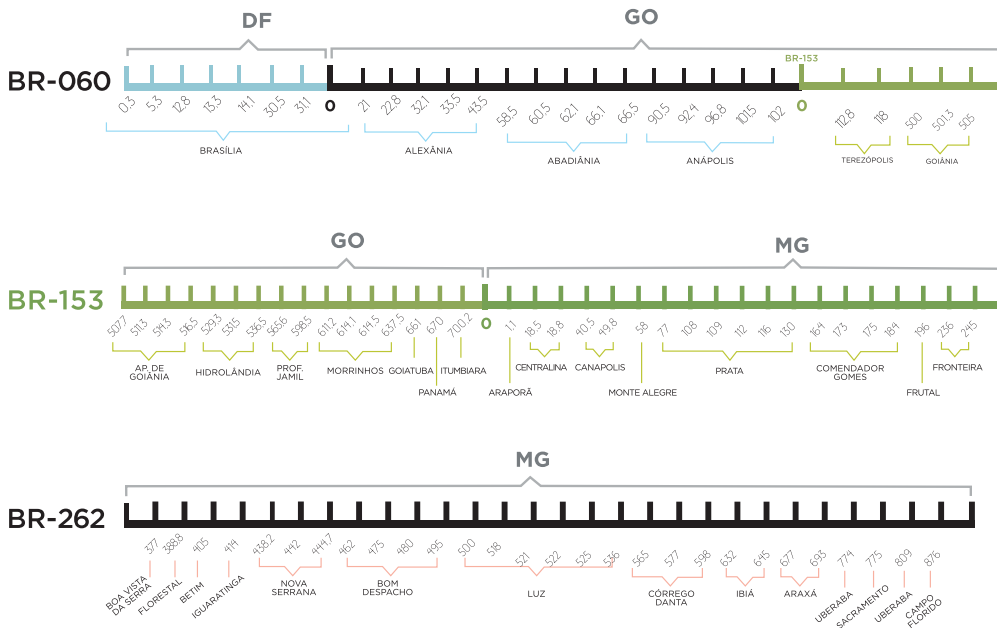 DF
GO
BR-060
BR-153
0.3 5.3 12.8 13.3 14.1 30.5 31.1 0 21 22.8 32.1 33.5 43.5 58.5 60.5 62.1 66.1 66.5 90.5 92.4 96.8 101.5 102 0 112.8 118 500 501.3 505
BRASÍLIA
ALEXÂNIA
ABADIÂNIA
ANÁPOLIS
TEREZÓPOLIS
GOIÂNIA
GO
MG
BR-153
507.7 511.3 514.3 516.5 529.3 531.5 536.5 565.6 598.5 611.2 614.1 614.5 637.5 661 670 700.2 0 1.1 18.5 18.8 40.5 49.8 58 77 108 109 112 116 130 164 173 175 184 196 236 245
AP. DE
GOIÂNIA
HIDROLÂNDIA
PROF.
JAMIL
MORRINHOS
GOIATUBA
PANAMÁ
ITUMBIARA
ARAPORÃ
CENTRALINA
CANAPOLIS
MONTE ALEGRE
PRATA
COMENDADOR
GOMES
FRUTAL
FRONTEIRA
MG
BR-262
377 388.8 405 414 438.2 442 444.7 462 475 480 495 500 518 521 522 525 536 565 577 598 632 645 677 693 774 775 809 876
BOA VISTA
DA SERRA
FLORESTAL
BETIM
IGUARATINGA
NOVA
SERRANA
BOM
DESPACHO
LUZ
CÓRREGO
DANTA
IBIÁ
ARAXÁ
UBERABA
SACRAMENTO
UBERABA
CAMPO
FLORIDO